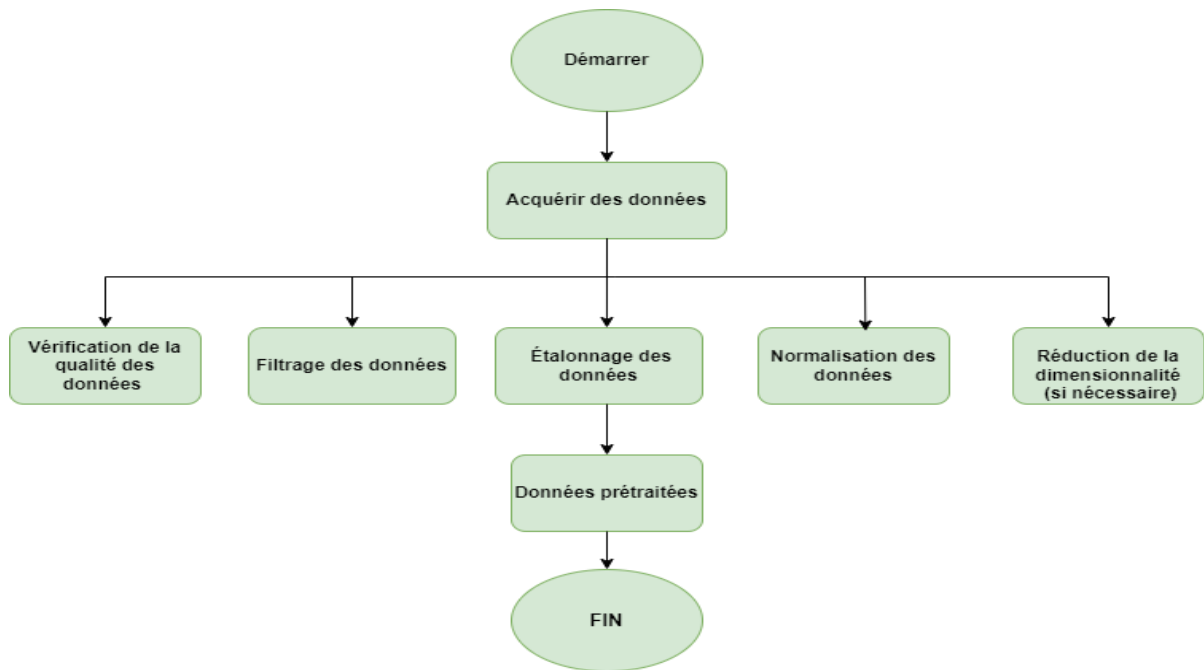 Démarrer
Acquérir des données
Vérification de la
qualité des
données
Filtrage des données
Étalonnage des
données
Normalisation des
données
Réduction de la
dimensionnalité
(si nécessaire)
Données prétraitées
FIN